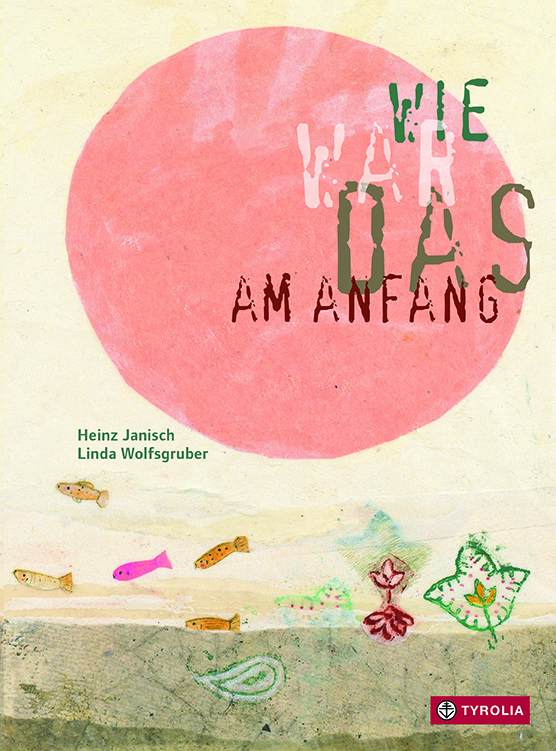 WIE
WAR
DAS
AM ANFANG
Heinz Janisch
Linda Wolfsgruber
TYROLIA